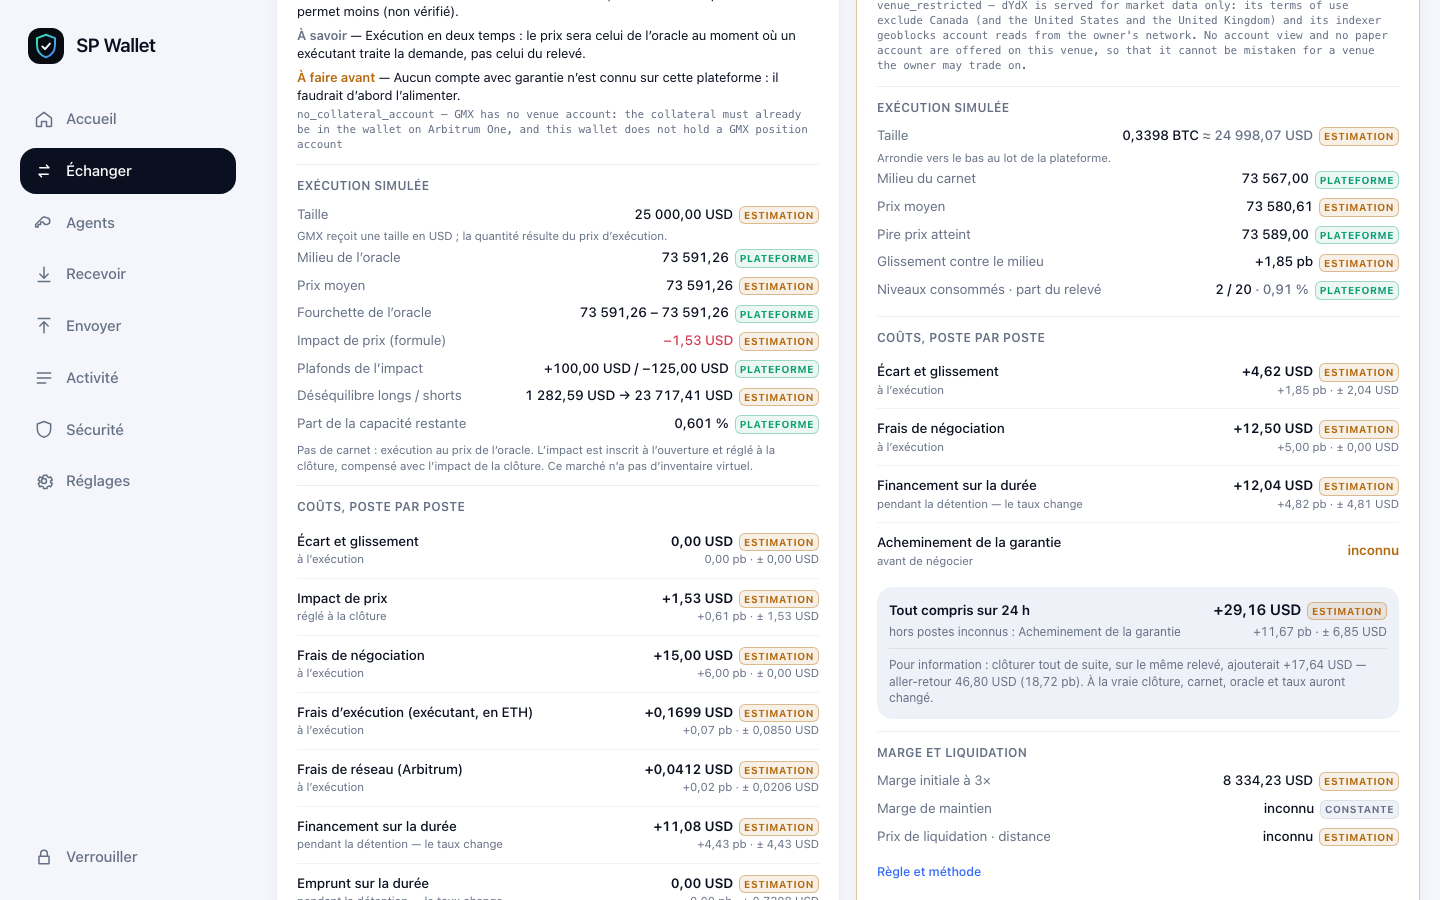 SP Wallet
Accueil
Échanger
Agents
Recevoir
Envoyer
Activité
Sécurité
Réglages
Verrouiller
permet moins (non vérifié).
À savoir — Exécution en deux temps : le prix sera celui de l’oracle au moment où un
exécutant traite la demande, pas celui du relevé.
À faire avant — Aucun compte avec garantie n’est connu sur cette plateforme : il
faudrait d’abord l’alimenter.
no_collateral_account — GMX has no venue account: the collateral must already
be in the wallet on Arbitrum One, and this wallet does not hold a GMX position
account
EXÉCUTION SIMULÉE
Taille 25 000,00 USD ESTIMATION
GMX reçoit une taille en USD ; la quantité résulte du prix d’exécution.
Milieu de l’oracle 73 591,26 PLATEFORME
Prix moyen 73 591,26 ESTIMATION
Fourchette de l’oracle 73 591,26 – 73 591,26 PLATEFORME
Impact de prix (formule) −1,53 USD ESTIMATION
Plafonds de l’impact +100,00 USD / −125,00 USD PLATEFORME
Déséquilibre longs / shorts 1 282,59 USD → 23 717,41 USD ESTIMATION
Part de la capacité restante 0,601 % PLATEFORME
Pas de carnet : exécution au prix de l’oracle. L’impact est inscrit à l’ouverture et réglé à la
clôture, compensé avec l’impact de la clôture. Ce marché n’a pas d’inventaire virtuel.
COÛTS, POSTE PAR POSTE
Écart et glissement 0,00 USD ESTIMATION
à l’exécution 0,00 pb · ± 0,00 USD
Impact de prix +1,53 USD ESTIMATION
réglé à la clôture +0,61 pb · ± 1,53 USD
Frais de négociation +15,00 USD ESTIMATION
à l’exécution +6,00 pb · ± 0,00 USD
Frais d’exécution (exécutant, en ETH) +0,1699 USD ESTIMATION
à l’exécution +0,07 pb · ± 0,0850 USD
Frais de réseau (Arbitrum) +0,0412 USD ESTIMATION
à l’exécution +0,02 pb · ± 0,0206 USD
Financement sur la durée +11,08 USD ESTIMATION
pendant la détention — le taux change +4,43 pb · ± 4,43 USD
Emprunt sur la durée 0,00 USD ESTIMATION
venue_restricted — dYdX is served for market data only: its terms of use
exclude Canada (and the United States and the United Kingdom) and its indexer
geoblocks account reads from the owner's network. No account view and no paper
account are offered on this venue, so that it cannot be mistaken for a venue
the owner may trade on.
EXÉCUTION SIMULÉE
Taille 0,3398 BTC ≈ 24 998,07 USD ESTIMATION
Arrondie vers le bas au lot de la plateforme.
Milieu du carnet 73 567,00 PLATEFORME
Prix moyen 73 580,61 ESTIMATION
Pire prix atteint 73 589,00 PLATEFORME
Glissement contre le milieu +1,85 pb ESTIMATION
Niveaux consommés · part du relevé 2 / 20 · 0,91 % PLATEFORME
COÛTS, POSTE PAR POSTE
Écart et glissement +4,62 USD ESTIMATION
à l’exécution +1,85 pb · ± 2,04 USD
Frais de négociation +12,50 USD ESTIMATION
à l’exécution +5,00 pb · ± 0,00 USD
Financement sur la durée +12,04 USD ESTIMATION
pendant la détention — le taux change +4,82 pb · ± 4,81 USD
Acheminement de la garantie inconnu
avant de négocier
Tout compris sur 24 h +29,16 USD ESTIMATION
hors postes inconnus : Acheminement de la garantie +11,67 pb · ± 6,85 USD
Pour information : clôturer tout de suite, sur le même relevé, ajouterait +17,64 USD —
aller-retour 46,80 USD (18,72 pb). À la vraie clôture, carnet, oracle et taux auront
changé.
MARGE ET LIQUIDATION
Marge initiale à 3× 8 334,23 USD ESTIMATION
Marge de maintien inconnu CONSTANTE
Prix de liquidation · distance inconnu ESTIMATION
Règle et méthode